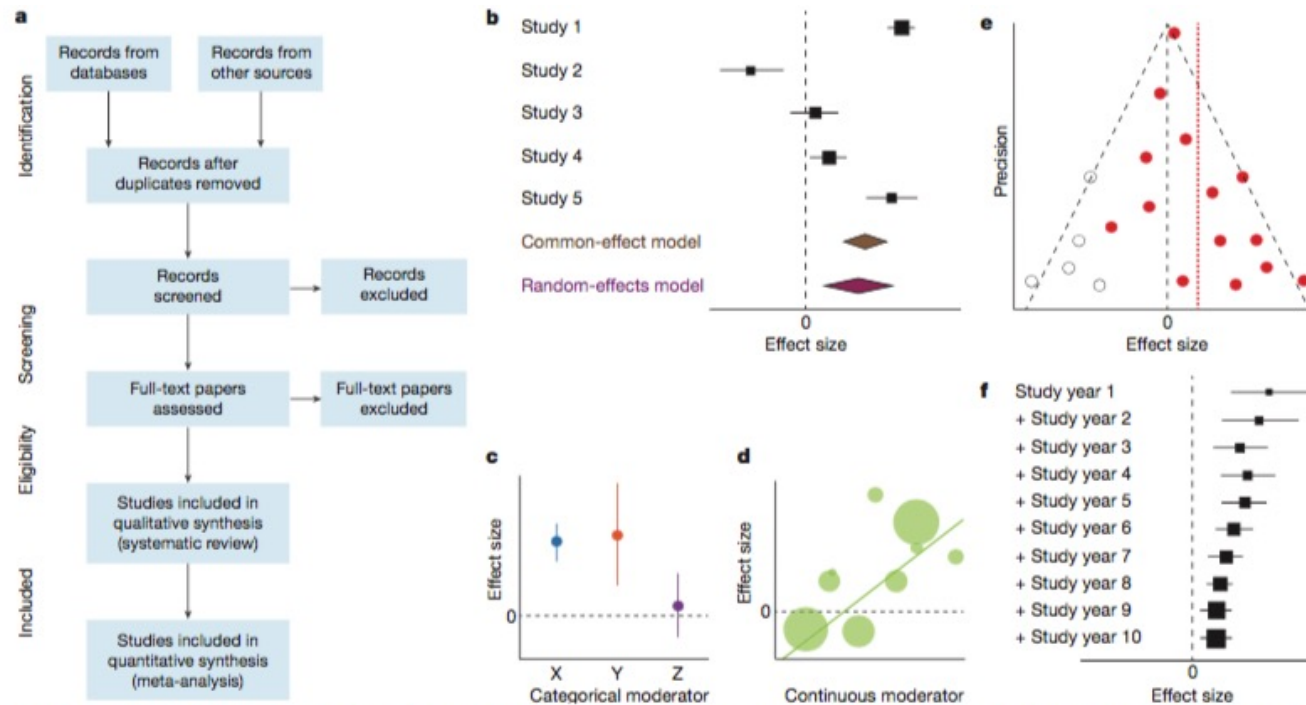 a
Identification
Screening
Eligibility
Included
Records from
databases
Records from
other sources
Records after
duplicates removed
Records
screened
Records
excluded
Full-text papers
assessed
Full-text papers
excluded
Studies included in
qualitative synthesis
(systematic review)
Studies included in
quantitative synthesis
(meta-analysis)
b
Study 1
Study 2
Study 3
Study 4
Study 5
Common-effect model
Random-effects model
0
Effect size
c
Effect size
0
X
Y
Z
Categorical moderator
d
Effect size
0
Continuous moderator
e
Precision
0
Effect size
f
Study year 1
+ Study year 2
+ Study year 3
+ Study year 4
+ Study year 5
+ Study year 6
+ Study year 7
+ Study year 8
+ Study year 9
+ Study year 10
0
Effect size